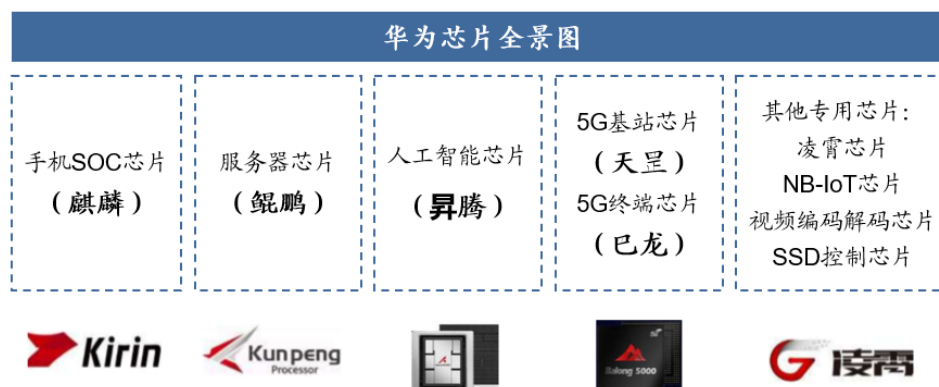 华为芯片全景图
手机SOC芯片
（麒麟）
服务器芯片
（鲲鹏）
人工智能芯片
（昇腾）
5G基站芯片
（天罡）
5G终端芯片
（巴龙）
其他专用芯片：
凌霄芯片
NB-IoT芯片
视频编码解码芯片
SSD控制芯片
Kirin
Kunpeng
Processor
Balong 5000
凌霄